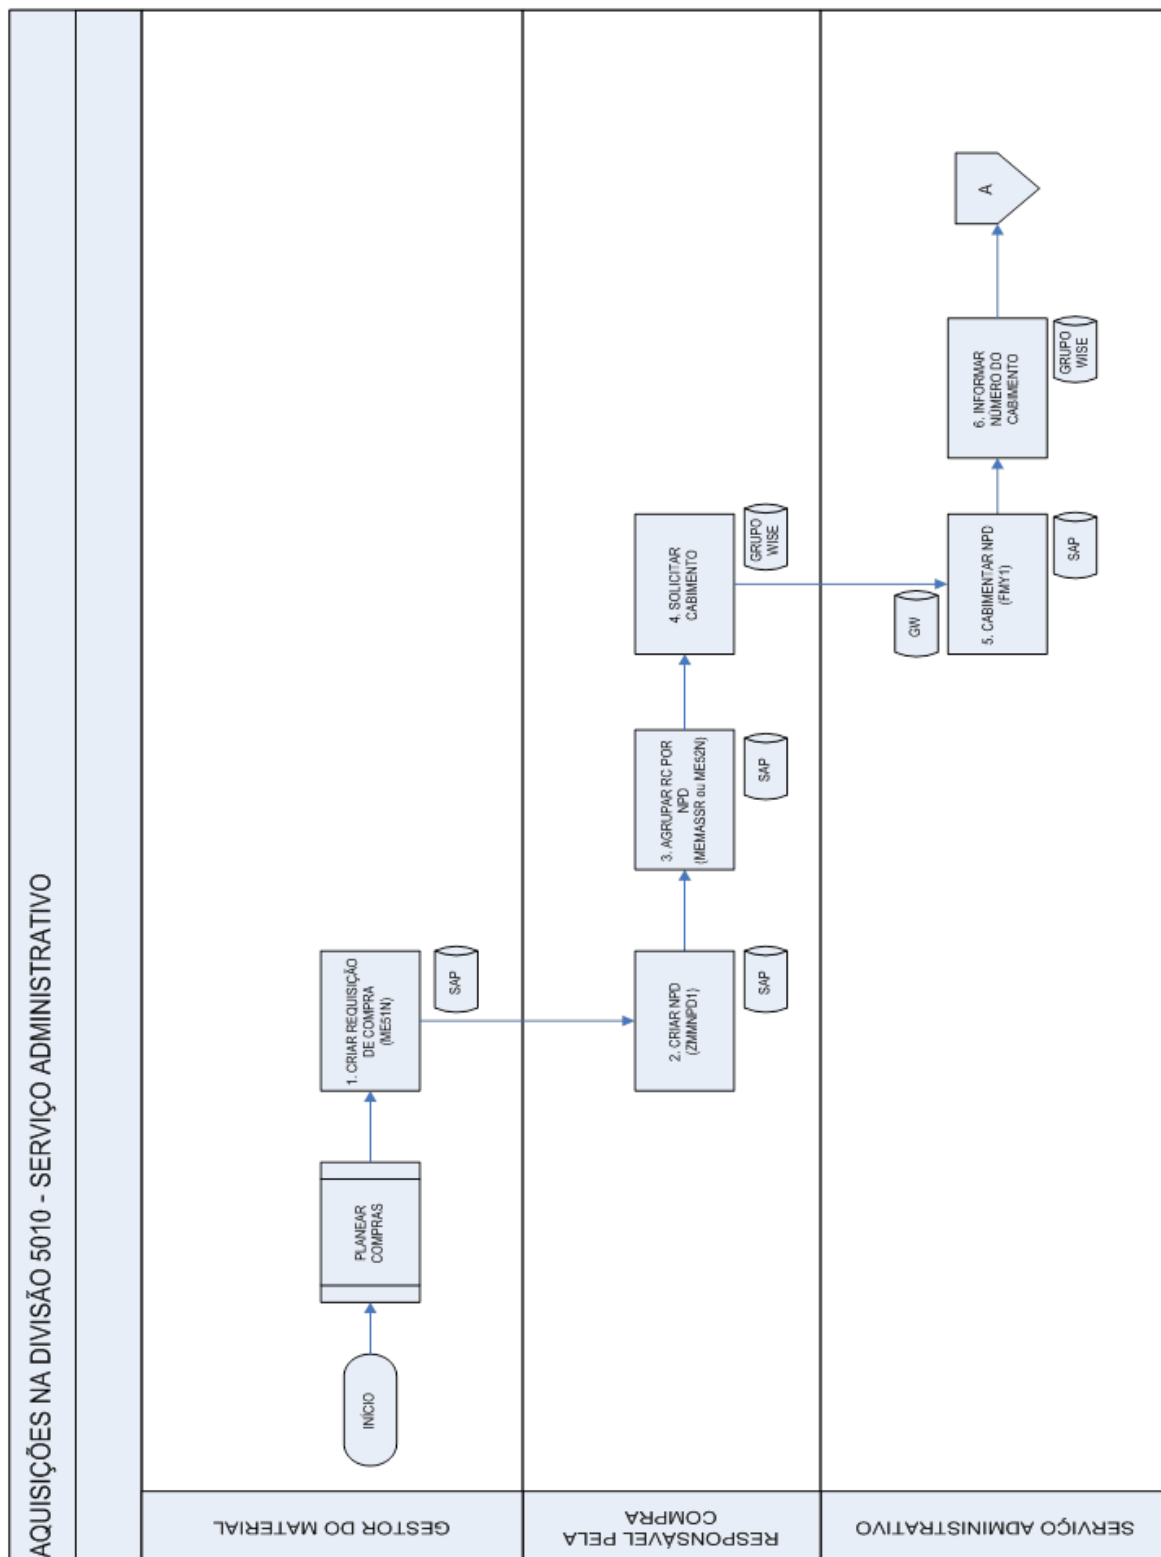 AQUISIÇÕES NA DIVISÃO 5010 - SERVIÇO ADMINISTRATIVO
GESTOR DO MATERIAL
INÍCIO
PLANEAR
COMPRAS
1. CRIAR REQUISIÇÃO
DE COMPRA
(ME51N)
SAP
RESPONSÁVEL PELA
COMPRA
2. CRIAR NPD
(ZMMNPD1)
SAP
3. AGRUPAR RC POR
NPD
(MEMASSR ou ME52N)
SAP
4. SOLICITAR
CABIMENTO
GRUPO
WISE
SERVIÇO ADMINISTRATIVO
GW
5. CABIMENTAR NPD
(FMY1)
SAP
6. INFORMAR
NÚMERO DO
CABIMENTO
GRUPO
WISE
A